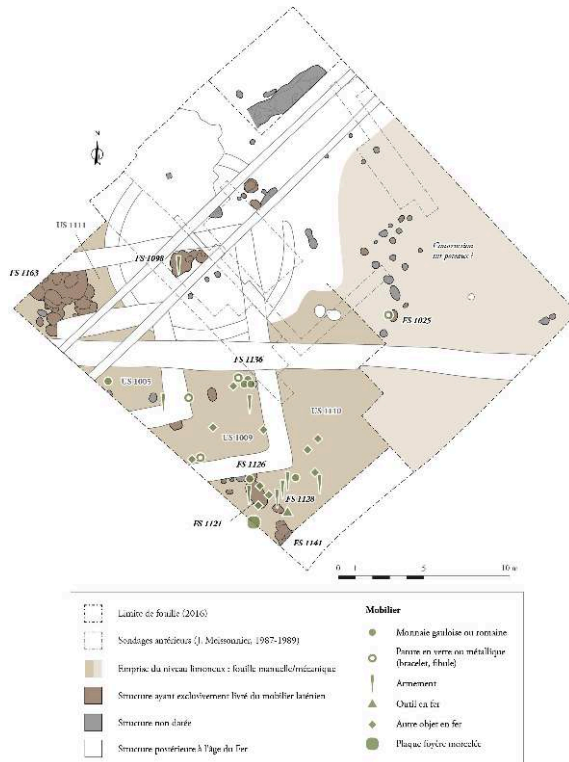 N
US 1111
FS 1163
FS 1098
Construction
sur poteaux ?
FS 1025
FS 1136
US 1005
US 1110
US 1009
FS 1126
FS 1128
FS 1121
FS 1141
0 1 5 10 m
Limite de fouille (2016)
Sondages antérieurs (J. Meissonnier, 1987-1989)
Emprise du niveau limoneux : fouille manuelle/mécanique
Structure ayant exclusivement livré du mobilier laténien
Structure non datée
Structure postérieure à l'âge du Fer
Mobilier
Monnaie gauloise ou romaine
Parure en verre ou métallique
(bracelet, fibule)
Armement
Outil en fer
Autre objet en fer
Plaque foyère morcelée